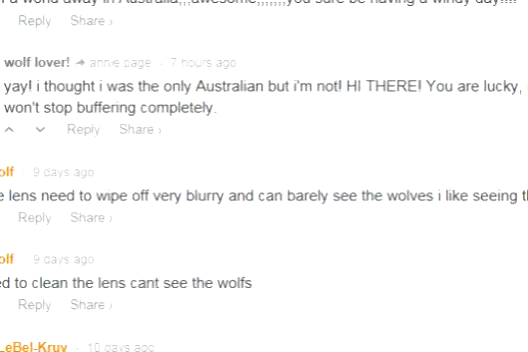 world away in Australia,,,awesome,,,,,,,you sure be having a windy day!!!!
Reply Share ›
wolf lover! → annie page · 7 hours ago
yay! i thought i was the only Australian but i'm not! HI THERE! You are lucky,
won't stop buffering completely.
Reply Share ›
olf · 9 days ago
lens need to wipe off very blurry and can barely see the wolves i like seeing
Reply Share ›
olf · 9 days ago
ed to clean the lens cant see the wolfs
Reply Share ›
LeBel-Kruy · 10 days ago